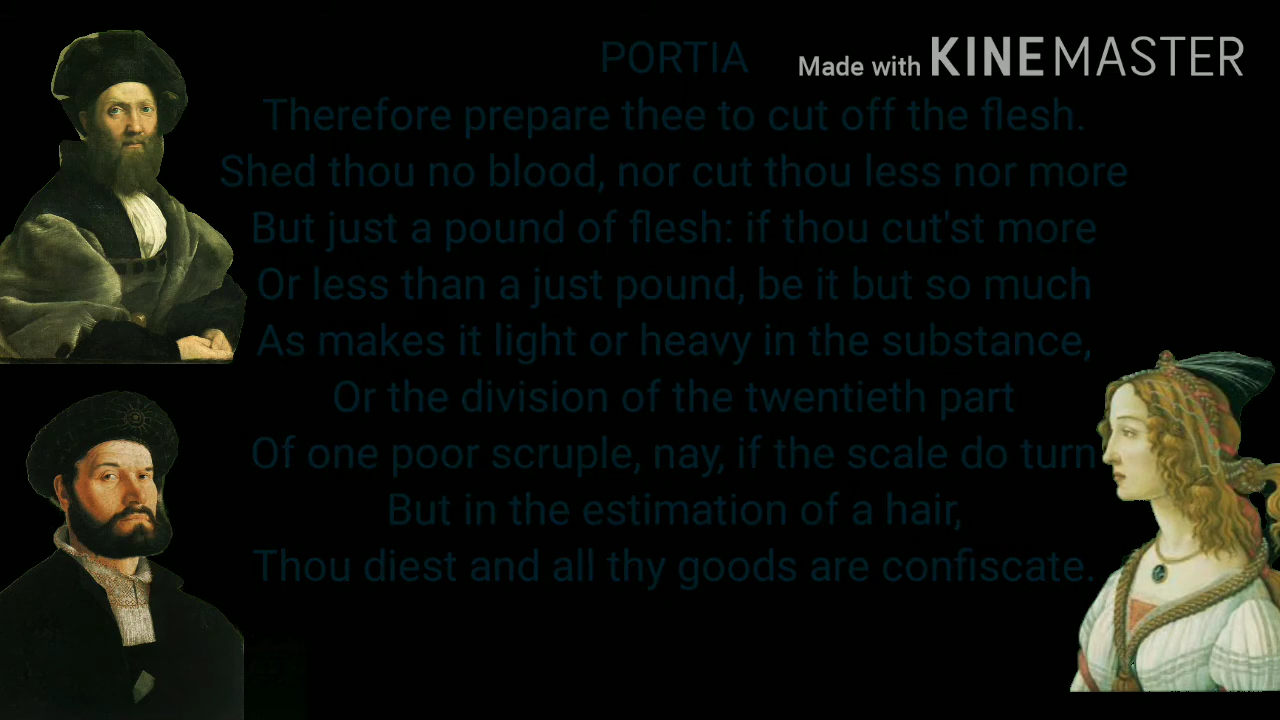 PORTIA
Made with KINEMASTER
Therefore prepare thee to cut off the flesh.
Shed thou no blood, nor cut thou less nor more
But just a pound of flesh: if thou cut'st more
Or less than a just pound, be it but so much
As makes it light or heavy in the substance,
Or the division of the twentieth part
Of one poor scruple, nay, if the scale do turn
But in the estimation of a hair,
Thou diest and all thy goods are confiscate.